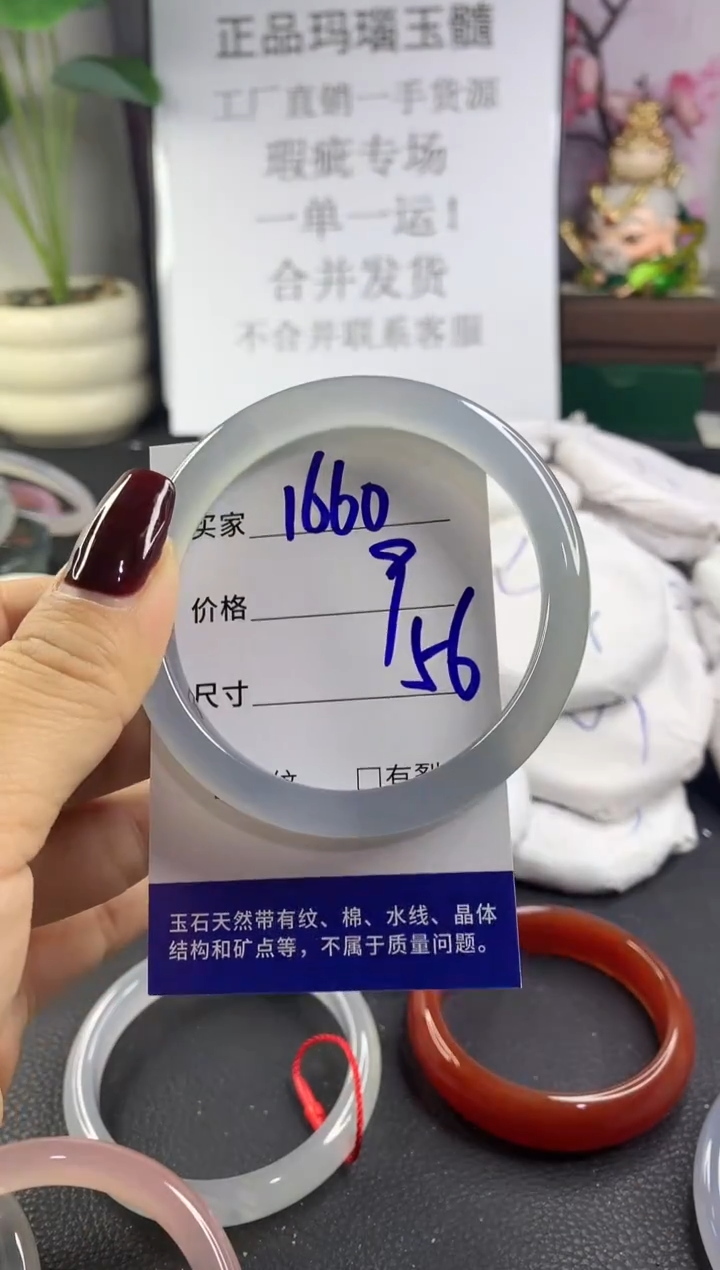 正品玛瑙玉髓
工厂直销一手货源
瑕疵专场
一单一运！
合并发货
不合并联系客服
买家 1660
价格 9
尺寸 56
纹 □有裂
玉石天然带有纹、棉、水线、晶体
结构和矿点等，不属于质量问题。